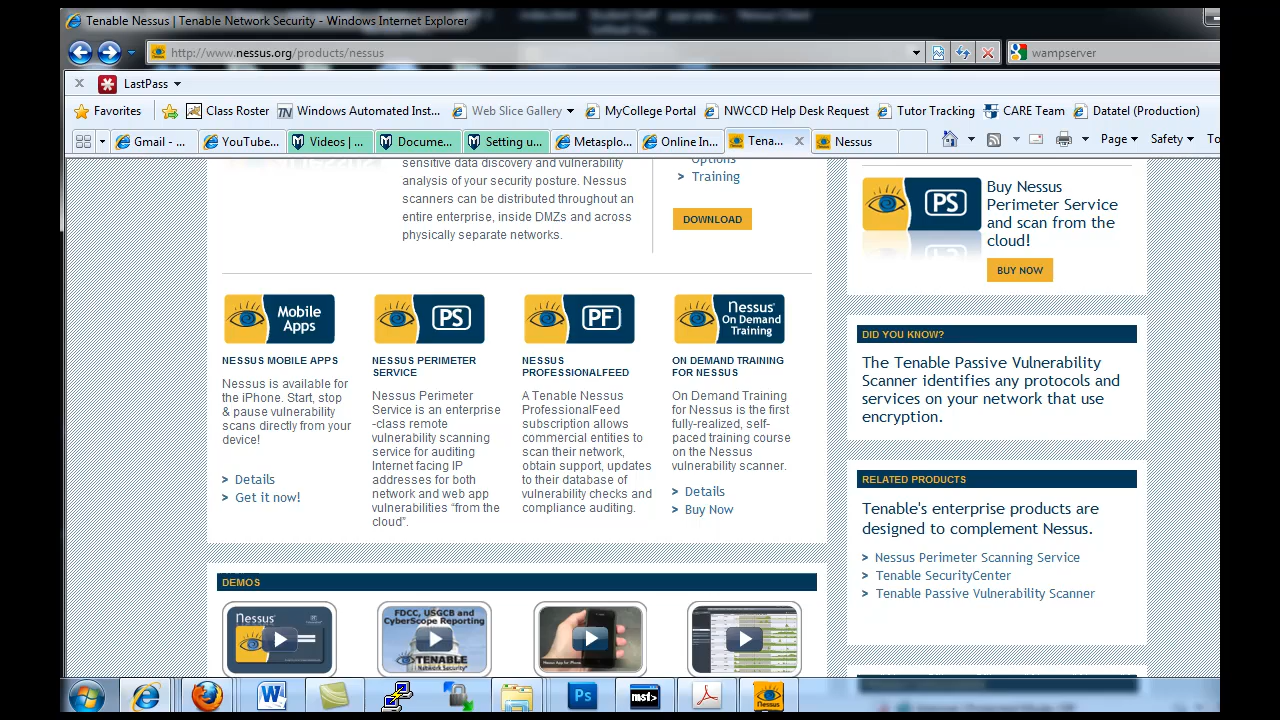 Tenable Nessus | Tenable Network Security - Windows Internet Explorer
http://www.nessus.org/products/nessus
wampserver
LastPass
Favorites
Class Roster
Windows Automated Inst...
Web Slice Gallery
MyCollege Portal
NWCCD Help Desk Request
Tutor Tracking
CARE Team
Datatel (Production)
Gmail - ...
YouTube...
Videos | ...
Docume...
Setting u...
Metasplo...
Online In...
Tena...
Nessus
Page
Safety
To
sensitive data discovery and vulnerability
analysis of your security posture. Nessus
scanners can be distributed throughout an
entire enterprise, inside DMZs and across
physically separate networks.
Options
> Training
DOWNLOAD
PS
Buy Nessus
Perimeter Service
and scan from the
cloud!
BUY NOW
Mobile
Apps
NESSUS MOBILE APPS
Nessus is available for
the iPhone. Start, stop
& pause vulnerability
scans directly from your
device!
> Details
> Get it now!
PS
NESSUS PERIMETER
SERVICE
Nessus Perimeter
Service is an enterprise
-class remote
vulnerability scanning
service for auditing
Internet facing IP
addresses for both
network and web app
vulnerabilities “from the
cloud”.
PF
NESSUS
PROFESSIONALFEED
A Tenable Nessus
ProfessionalFeed
subscription allows
commercial entities to
scan their network,
obtain support, updates
to their database of
vulnerability checks and
compliance auditing.
Nessus®
On Demand
Training
ON DEMAND TRAINING
FOR NESSUS
On Demand Training
for Nessus is the first
fully-realized, self-
paced training course
on the Nessus
vulnerability scanner.
> Details
> Buy Now
DID YOU KNOW?
The Tenable Passive Vulnerability
Scanner identifies any protocols and
services on your network that use
encryption.
RELATED PRODUCTS
Tenable's enterprise products are
designed to complement Nessus.
> Nessus Perimeter Scanning Service
> Tenable SecurityCenter
> Tenable Passive Vulnerability Scanner
DEMOS
Nessus
FDCC, USGCB and
CyberScope Reporting
TENABLE
Network Security®
Nessus App for iPhone
W
Ps
mst>
Nessus